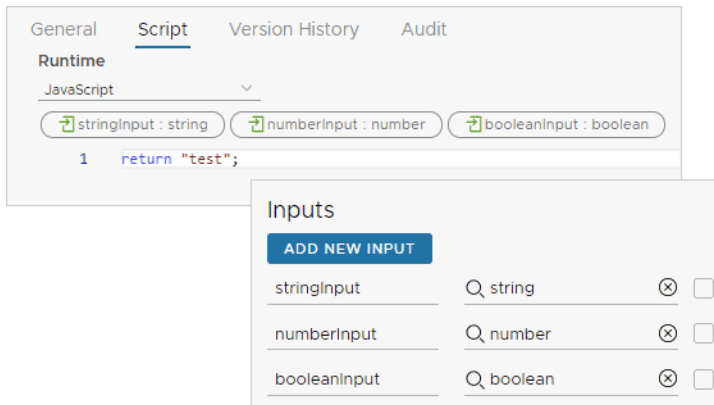 General Script Version History Audit
Runtime
JavaScript
stringInput : string numberInput : number booleanInput : boolean
1 return "test";
Inputs
ADD NEW INPUT
stringInput string
numberInput number
booleanInput boolean